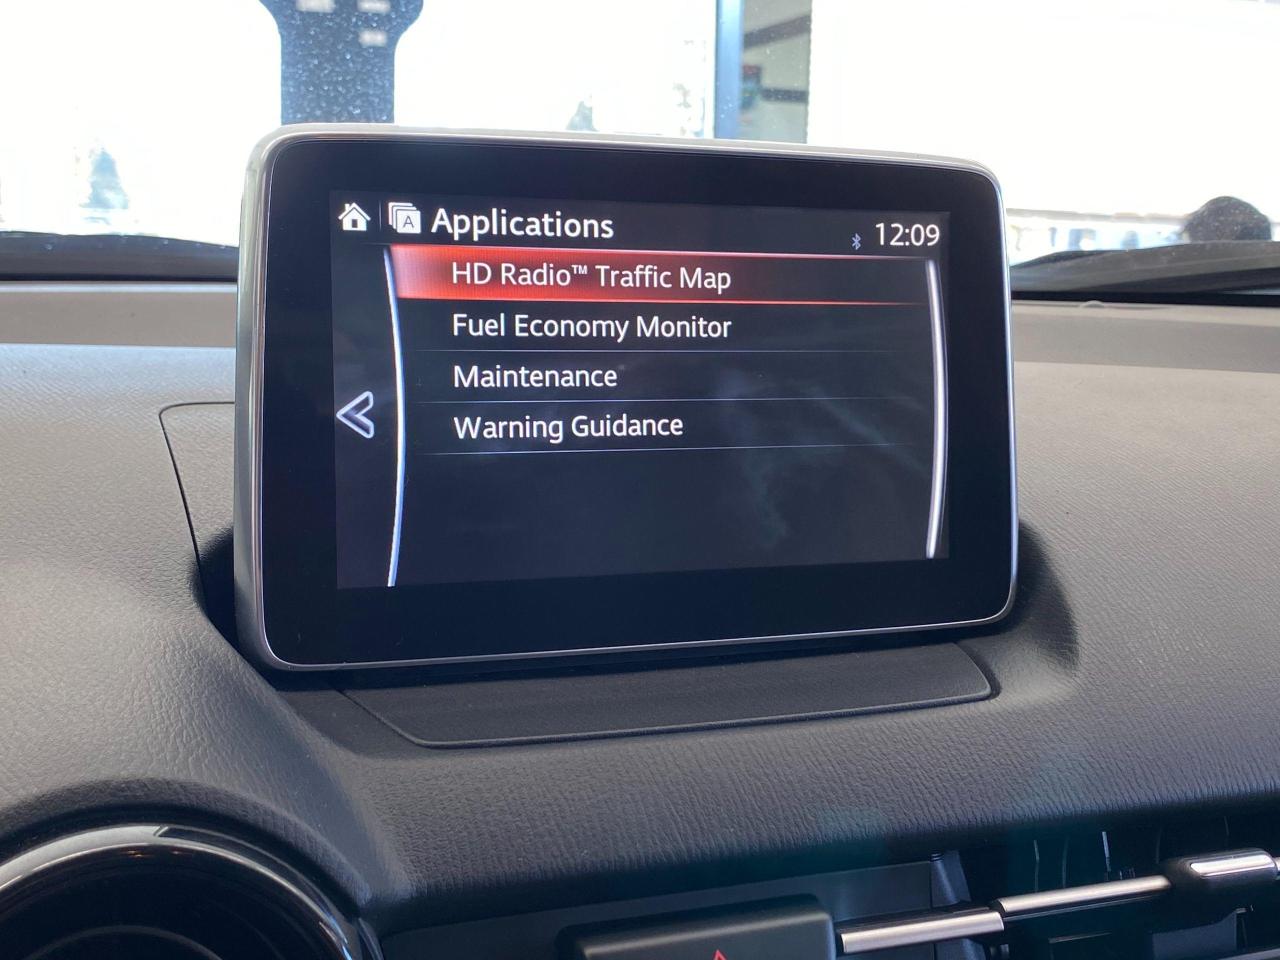 A Applications
12:09
HD Radio™ Traffic Map
Fuel Economy Monitor
Maintenance
Warning Guidance